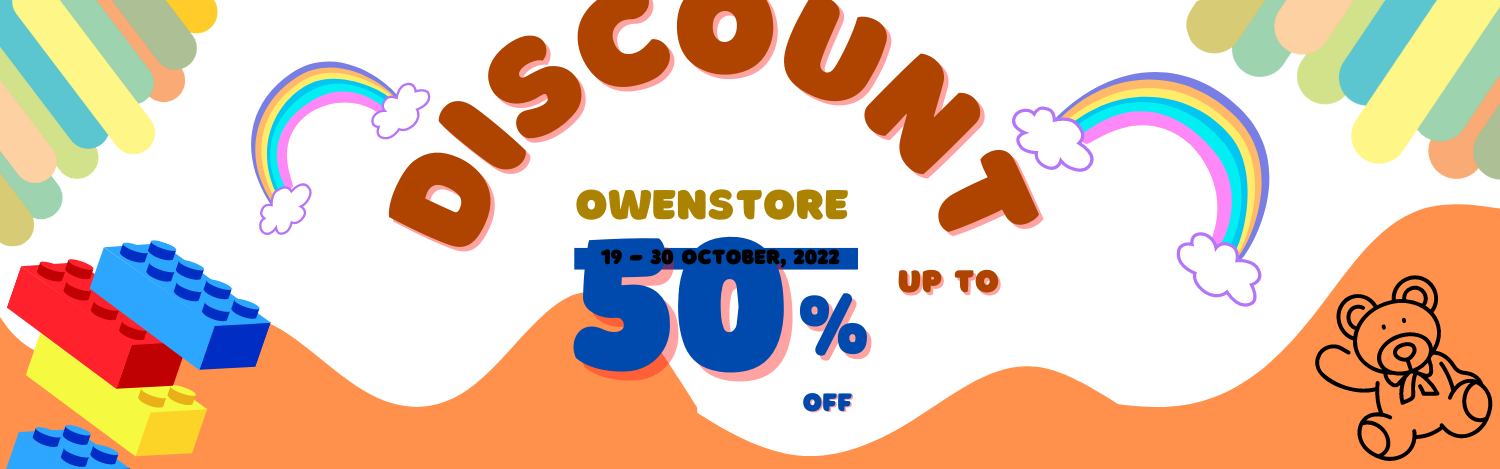 DISCOUNT
OWENSTORE
19 – 30 OCTOBER, 2022
UP TO
50%
OFF